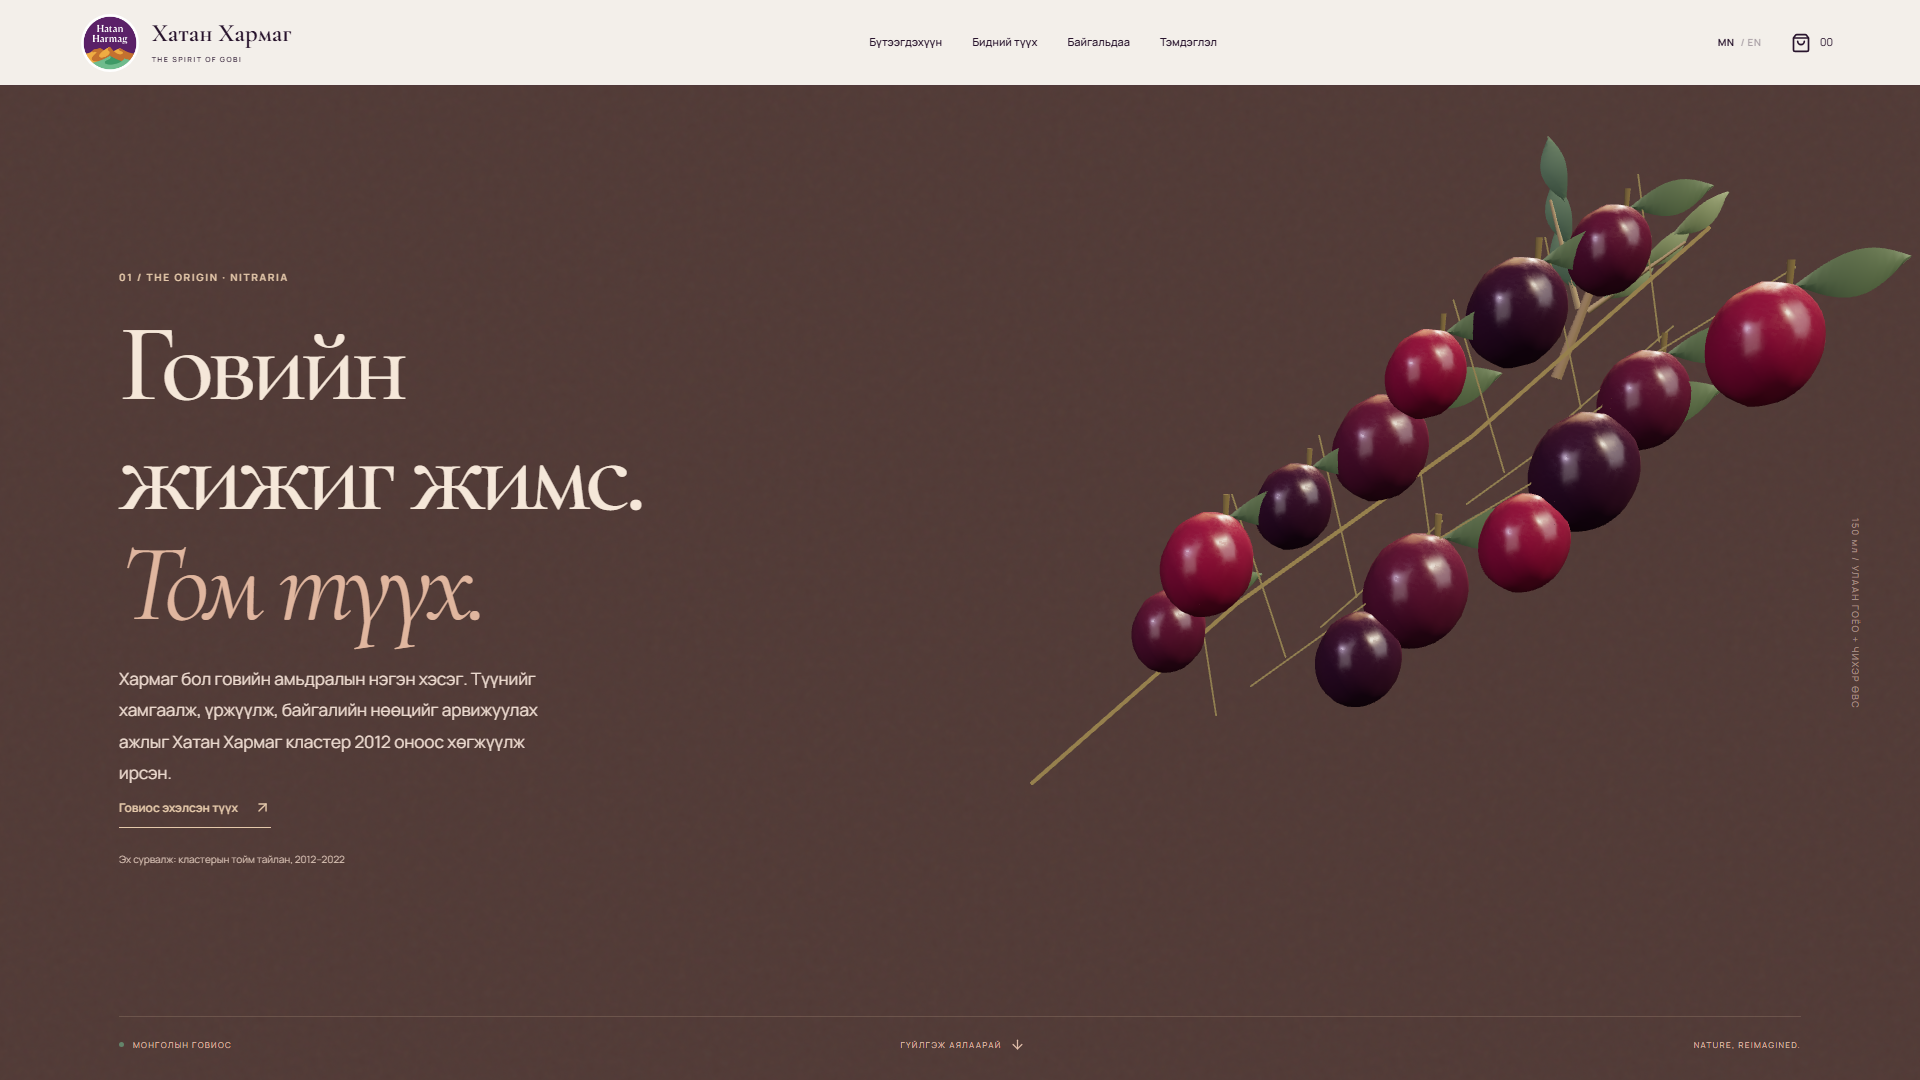 Hatan
Harmag
Хатан Хармаг
THE SPIRIT OF GOBI
Бүтээгдэхүүн
Бидний түүх
Байгальдаа
Тэмдэглэл
MN / EN
00
01 / THE ORIGIN · NITRARIA
Говийн
жижиг жимс.
Том түүх.
Хармаг бол говийн амьдралын нэгэн хэсэг. Түүнийг
хамгаалж, үржүүлж, байгалийн нөөцийг арвижуулах
ажлыг Хатан Хармаг кластер 2012 оноос хөгжүүлж
ирсэн.
Говиос эхэлсэн түүх
Эх сурвалж: кластерын тойм тайлан, 2012–2022
150 мл / УЛААН ГОЁО + ЧИХЭР ӨВС
МОНГОЛЫН ГОВИОС
ГҮЙЛГЭЖ АЯЛААРАЙ
NATURE, REIMAGINED.